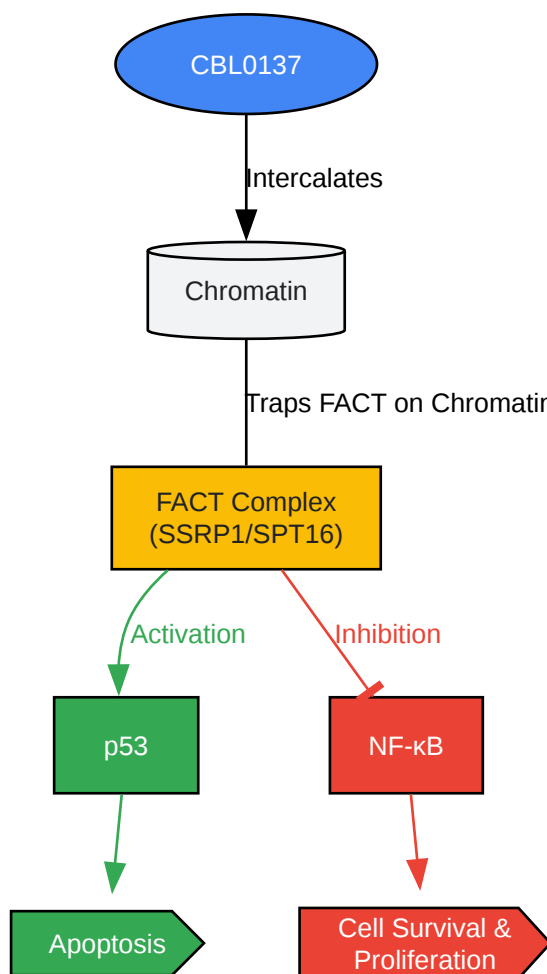 CBL0137
Intercalates
Chromatin
Traps FACT on Chromatin
FACT Complex
(SSRP1/SPT16)
Activation
Inhibition
p53
NF-κB
Apoptosis
Cell Survival &
Proliferation